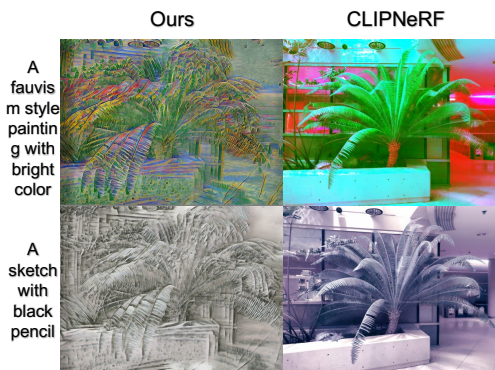 Ours CLIPNeRF
A
fauvis
m style
paintin
g with
bright
color
A
sketch
with
black
pencil